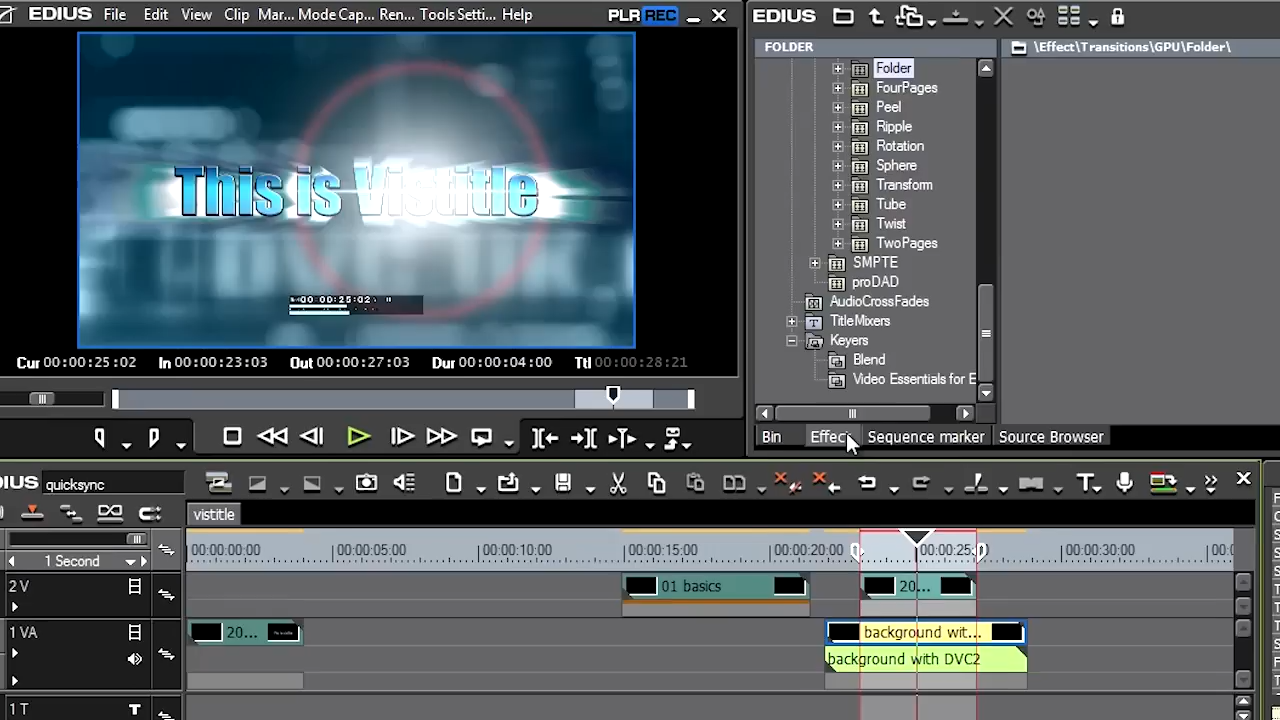 EDIUS File Edit View Clip Mar... Mode Cap... Ren... Tools Setti... Help PLR REC
This is Vistitle
00:00:25:02
Cur 00:00:25:02 In 00:00:23:03 Out 00:00:27:03 Dur 00:00:04:00 Ttl 00:00:28:21
EDIUS
FOLDER
\Effect\Transitions\GPU\Folder\
Folder
FourPages
Peel
Ripple
Rotation
Sphere
Transform
Tube
Twist
TwoPages
SMPTE
proDAD
AudioCrossFades
TitleMixers
Keyers
Blend
Video Essentials for E
Bin Effect Sequence marker Source Browser
DIUS quicksync
vistitle
1 Second
00:00:00:00 00:00:05:00 00:00:10:00 00:00:15:00 00:00:20:00 00:00:25:00 00:00:30:00 00:0
2 V
01 basics
20...
1 VA
20...
background wit...
background with DVC2
1 T